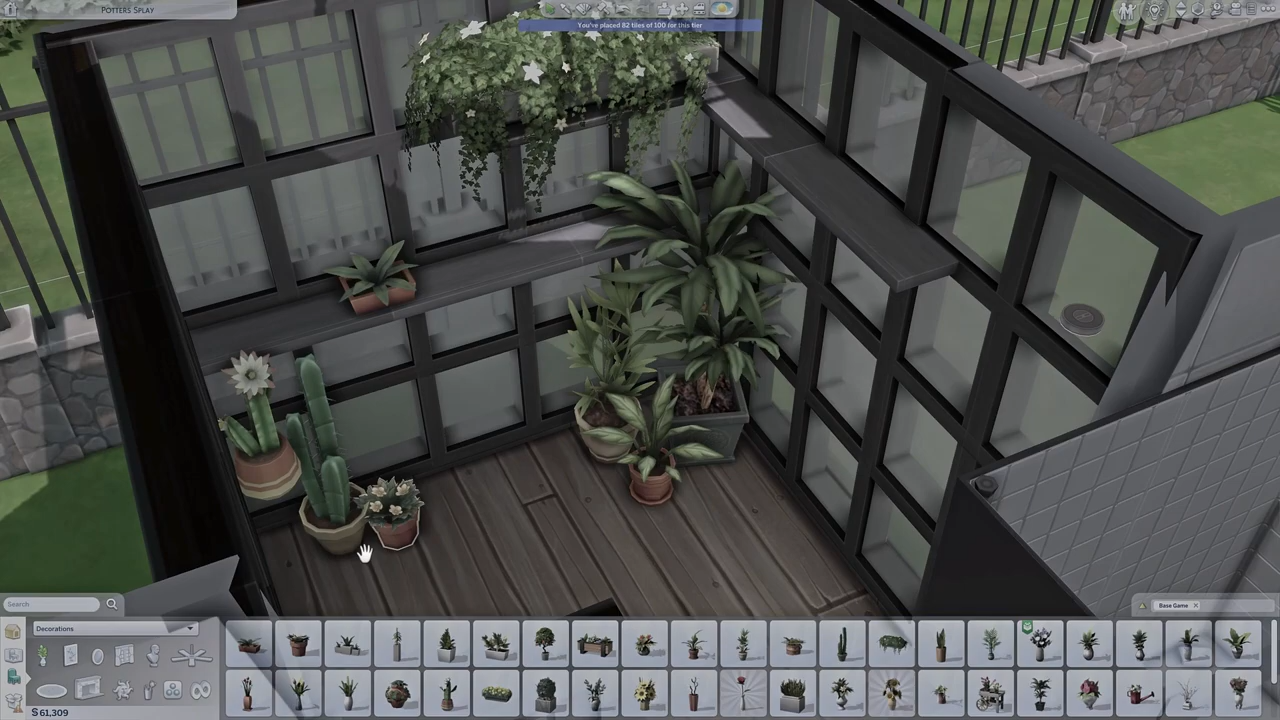 POTTERS SPLAY
You've placed 82 tiles of 100 for this tier
Search
Base Game X
Decorations
§61,309